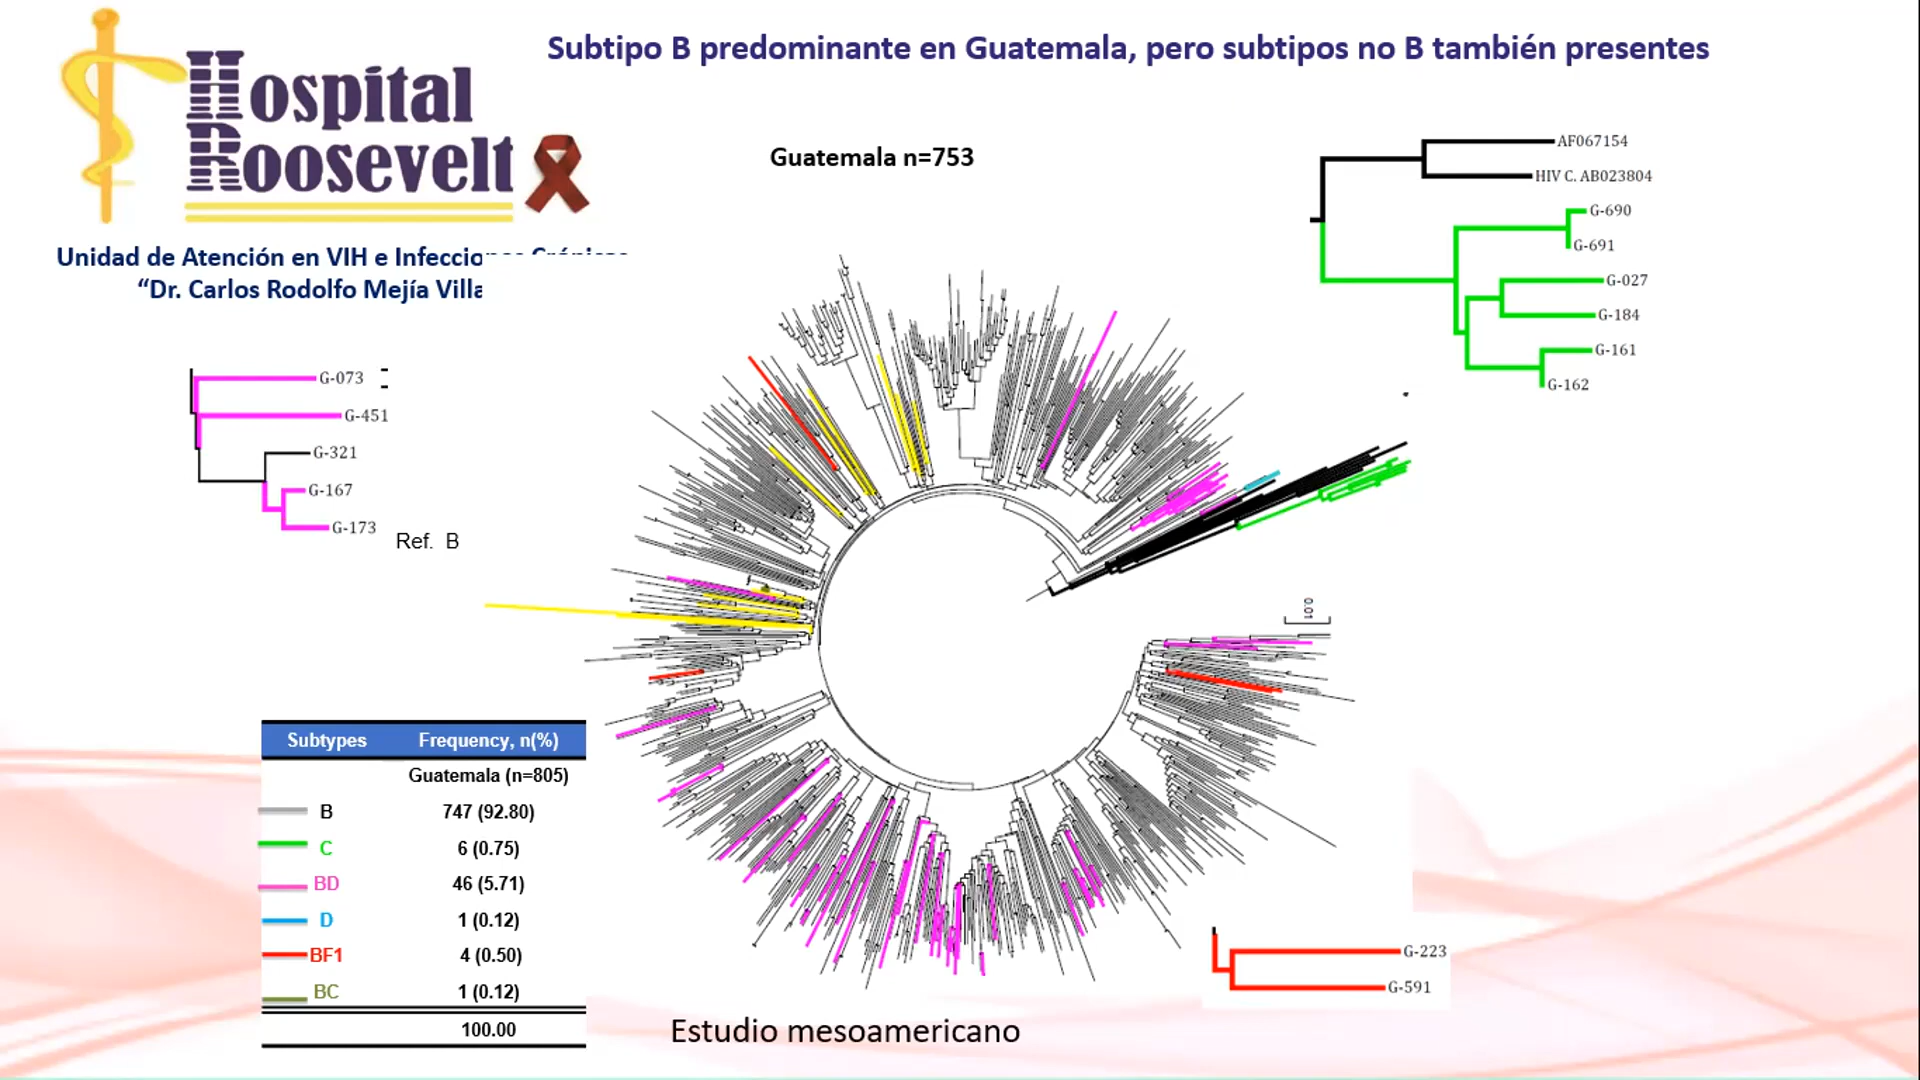 Hospital
Roosevelt
Subtipo B predominante en Guatemala, pero subtipos no B también presentes
Unidad de Atención en VIH e Infeccio
“Dr. Carlos Rodolfo Mejía Villa
Guatemala n=753
AF067154
HIV C. AB023804
G-690
G-691
G-027
G-184
G-161
G-162
G-073
G-451
G-321
G-167
G-173
Ref. B
0.01
Subtypes Frequency, n(%)
Guatemala (n=805)
B 747 (92.80)
C 6 (0.75)
BD 46 (5.71)
D 1 (0.12)
BF1 4 (0.50)
BC 1 (0.12)
100.00
G-223
G-591
Estudio mesoamericano